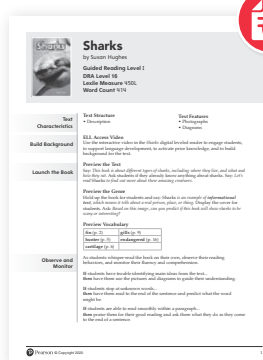 Sharks
Sharks
by Susan Hughes
Guided Reading Level I
DRA Level 16
Lexile Measure 450L
Word Count 474
Text
Characteristics
Text Structure
• Description
Text Features
• Photographs
• Diagrams
Build Background
ELL Access Video
Use the interactive video in the Sharks digital leveled reader to engage students,
to support language development, to activate prior knowledge, and to build
background for the text.
Launch the Book
Preview the Text
Say: This book is about different types of sharks, including where they live, and what and
how they eat. Ask students if they already know anything about sharks. Say: Let's
read Sharks to find out more about these amazing creatures.
Preview the Genre
Hold up the book for students and say: Sharks is an example of informational
text, which means it tells about a real person, place, or thing. Display the cover for
students. Ask: Based on this image, can you predict if this book will show sharks to be
scary or interesting?
Preview Vocabulary
fin (p. 2)
gills (p. 9)
hunter (p. 5)
endangered (p. 16)
cartilage (p. 6)
Observe and
Monitor
As students whisper-read the book on their own, observe their reading
behaviors, and monitor their fluency and comprehension.
If students have trouble identifying main ideas from the text...
then have them use the pictures and diagrams to guide their understanding.
If students stop at unknown words...
then have them read to the end of the sentence and predict what the word
might be.
If students are able to read smoothly within a paragraph...
then praise them for their good reading and ask them what they do as they come
to the end of a sentence.
Pearson © Copyright 2020